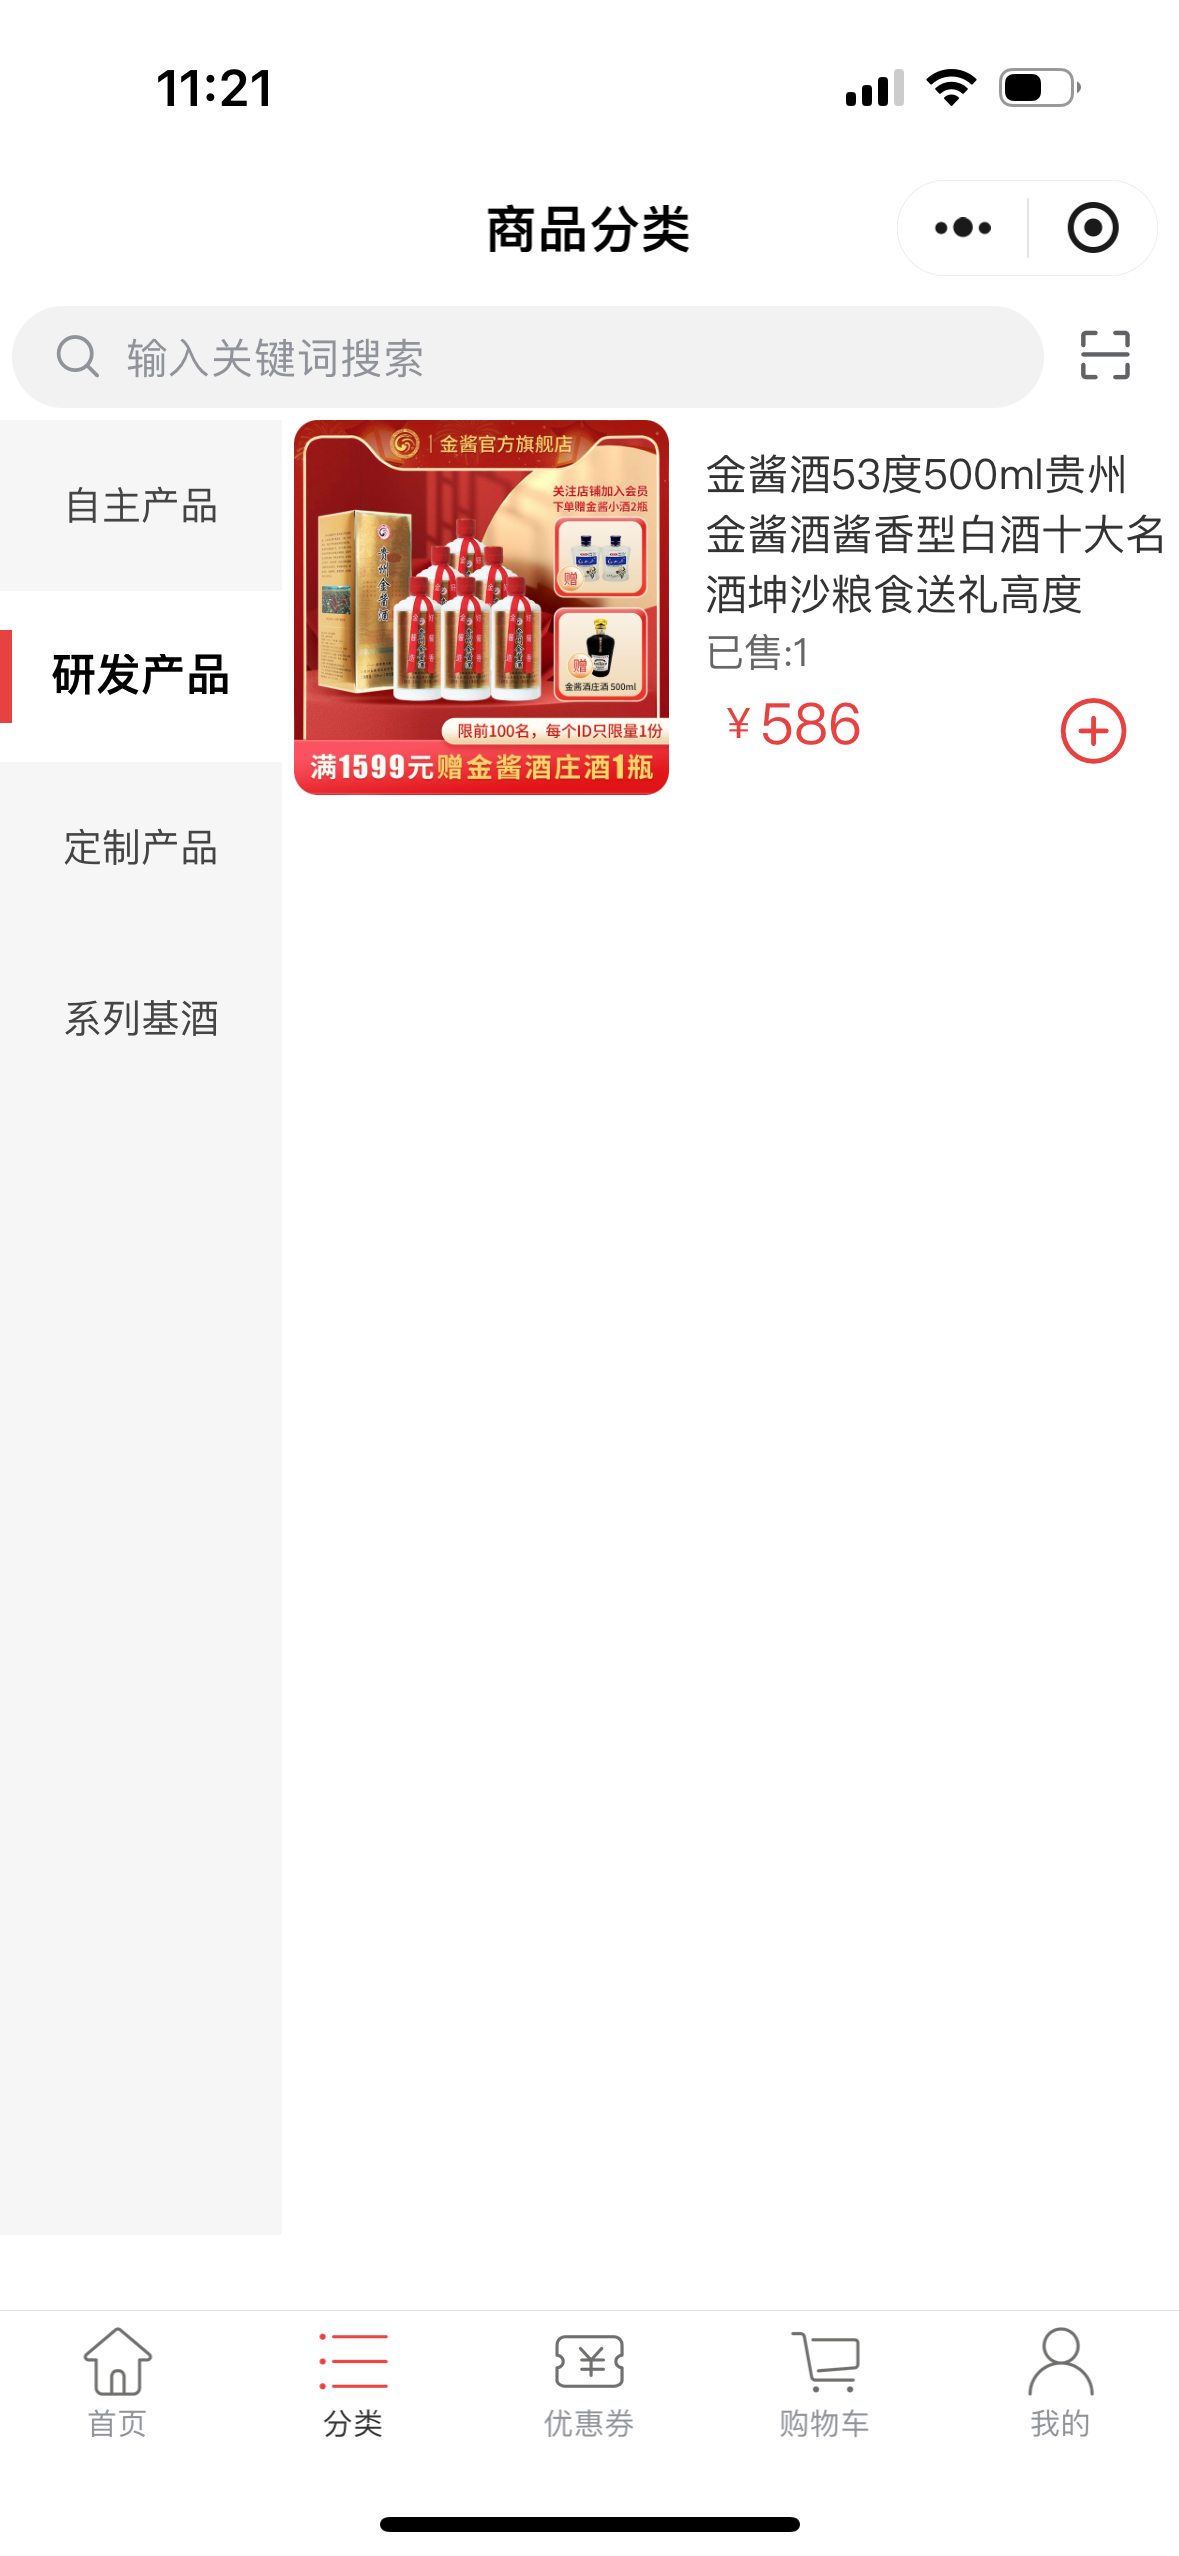 11:21
商品分类
输入关键词搜索
自主产品
研发产品
定制产品
系列基酒
金酱官方旗舰店
关注店铺加入会员
下单赠金酱小酒2瓶
贵州金酱酒
赠
赠
金酱酒庄酒 500ml
限前100名，每个ID只限量1份
满1599元赠金酱酒庄酒1瓶
金酱酒53度500ml贵州
金酱酒酱香型白酒十大名
酒坤沙粮食送礼高度
已售:1
¥586
首页
分类
优惠券
购物车
我的